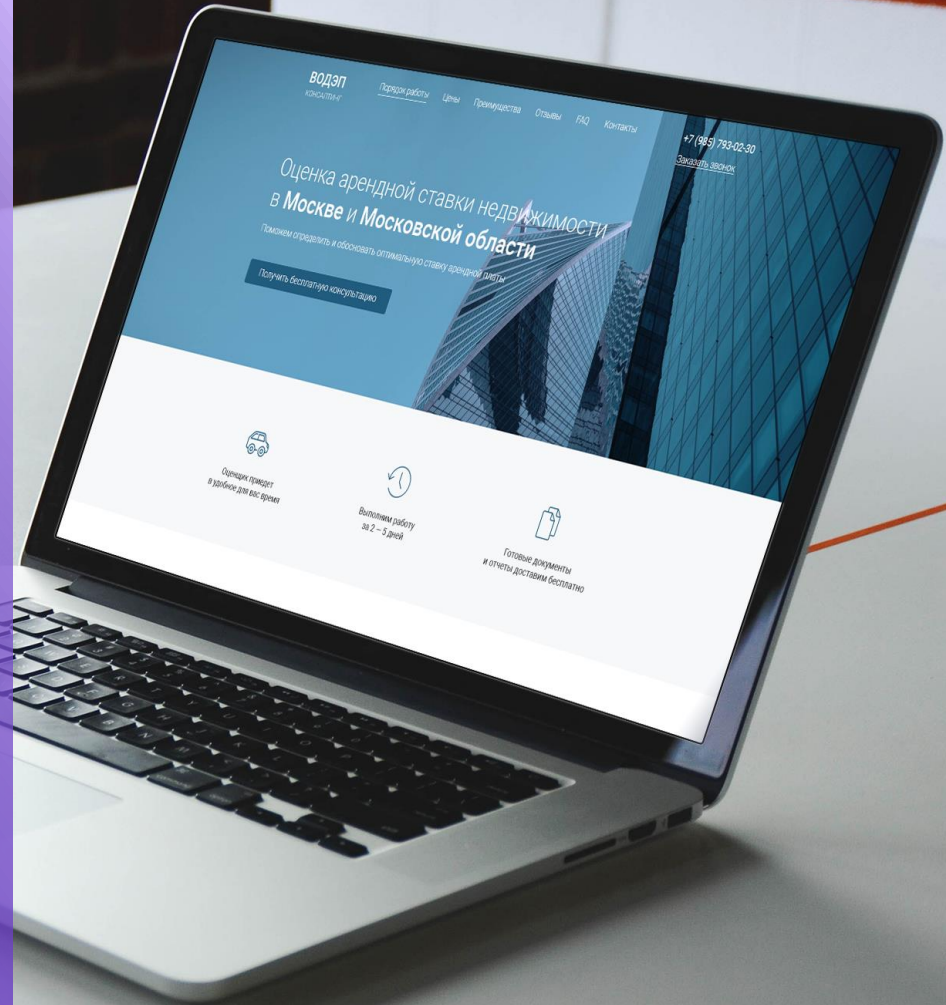 ВОДЭП
КОНСАЛТИНГ
Порядок работы Цены Преимущества Отзывы FAQ Контакты
+7 (985) 793-02-30
Заказать звонок
Оценка арендной ставки недвижимости
в Москве и Московской области
Поможем определить и обосновать оптимальную ставку арендной платы
Получить бесплатную консультацию
Оценщик приедет
в удобное для вас время
Выполним работу
за 2 – 5 дней
Готовые документы
и отчеты доставим бесплатно